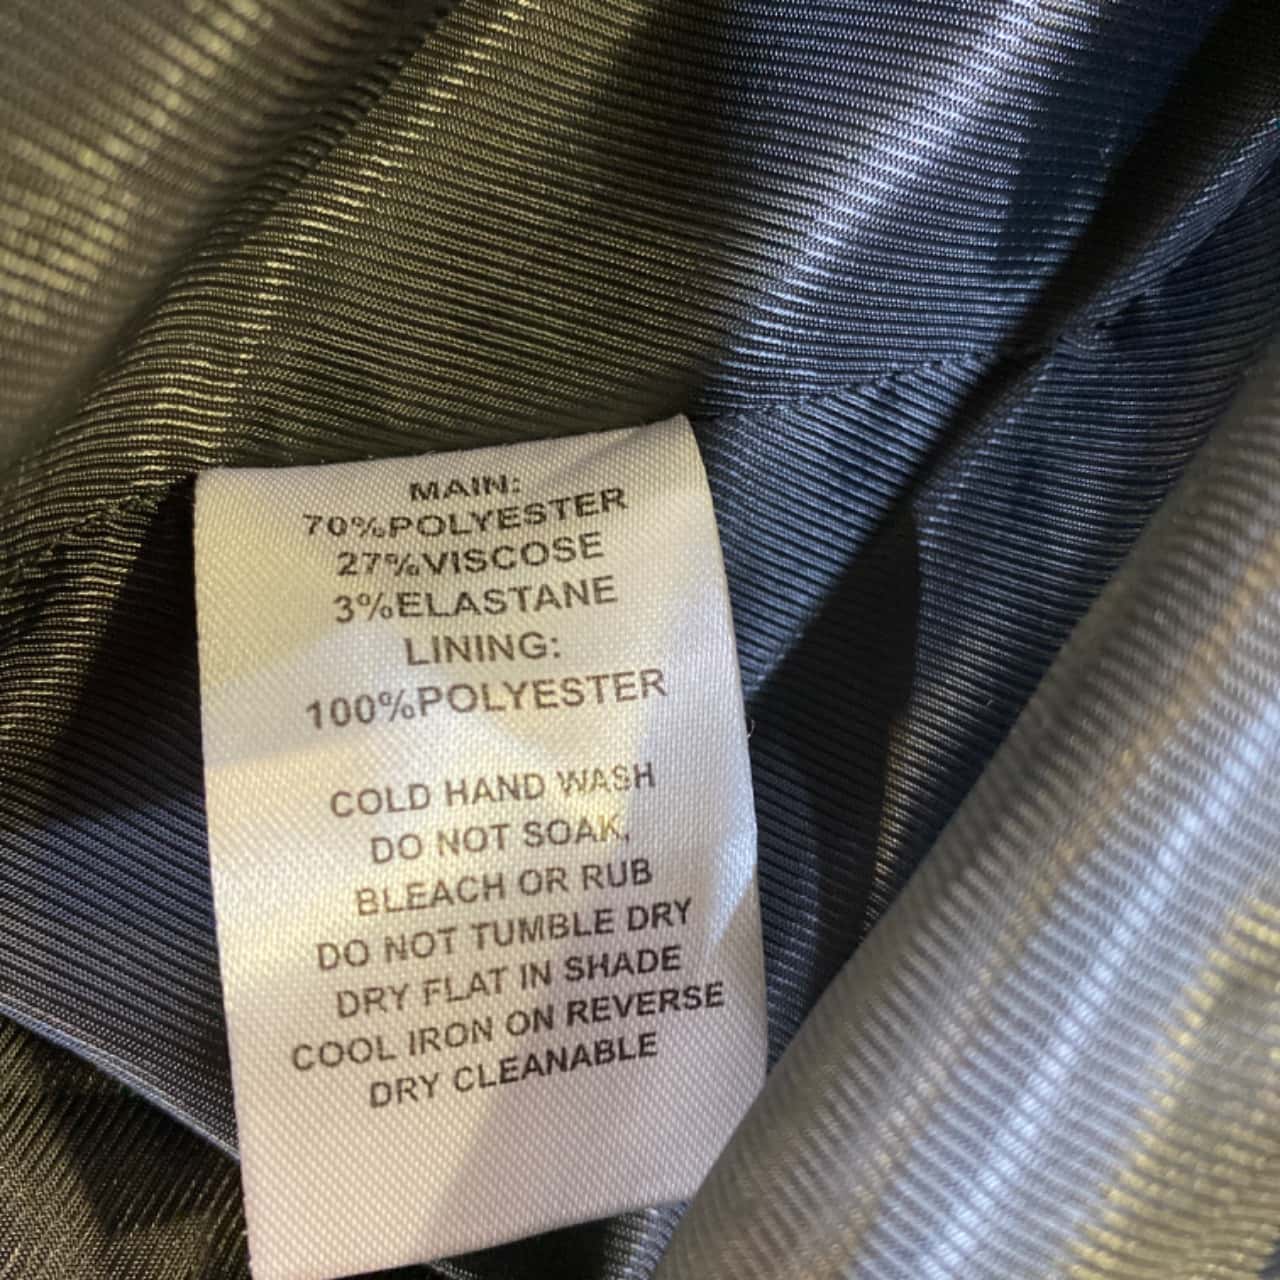 MAIN:
70%POLYESTER
27%VISCOSE
3%ELASTANE
LINING:
100%POLYESTER
COLD HAND WASH
DO NOT SOAK,
BLEACH OR RUB
DO NOT TUMBLE DRY
DRY FLAT IN SHADE
COOL IRON ON REVERSE
DRY CLEANABLE